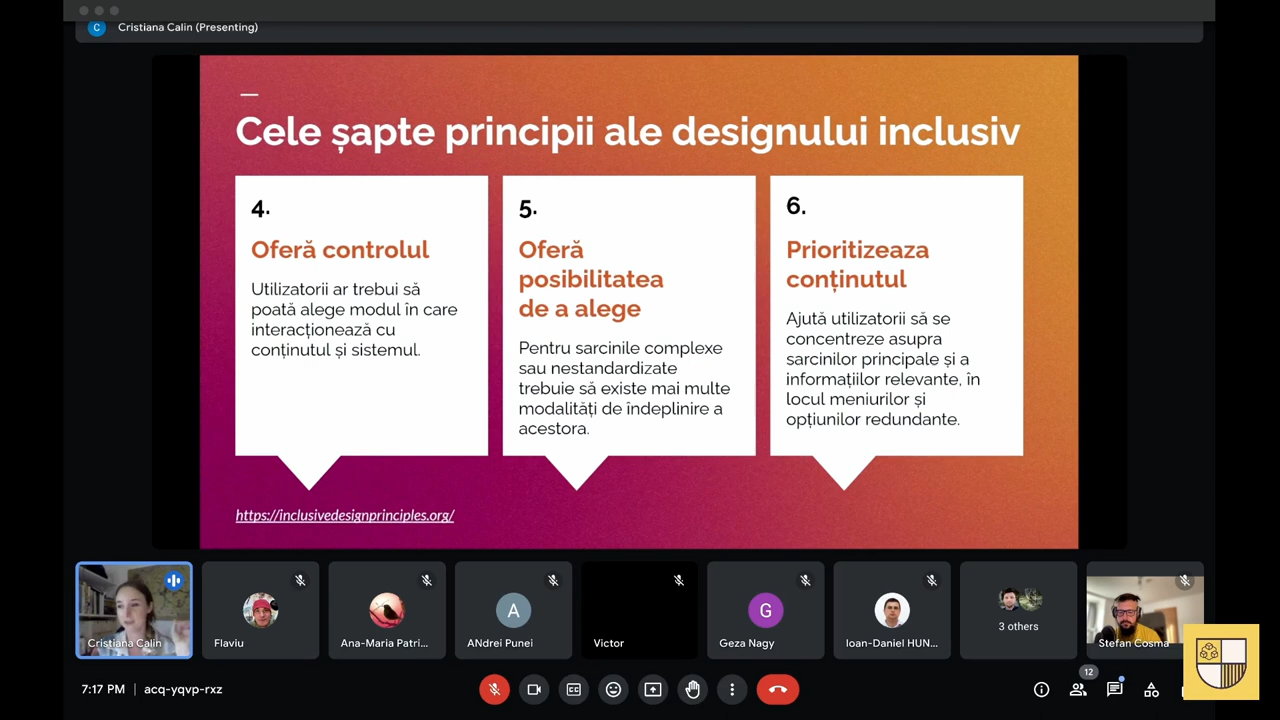 C Cristiana Calin (Presenting)
Cele șapte principii ale designului inclusiv
4.
Oferă controlul
Utilizatorii ar trebui să
poată alege modul în care
interacționează cu
conținutul și sistemul.
5.
Oferă
posibilitatea
de a alege
Pentru sarcinile complexe
sau nestandardizate
trebuie să existe mai multe
modalități de îndeplinire a
acestora.
6.
Prioritizeaza
conținutul
Ajută utilizatorii să se
concentreze asupra
sarcinilor principale și a
informațiilor relevante, în
locul meniurilor și
opțiunilor redundante.
https://inclusivedesignprinciples.org/
A
G
3 others
Cristiana Calin
Flaviu
Ana-Maria Patri...
ANdrei Punei
Victor
Geza Nagy
Ioan-Daniel HUN...
Stefan Cosma
7:17 PM | acq-yqvp-rxz
CC
12